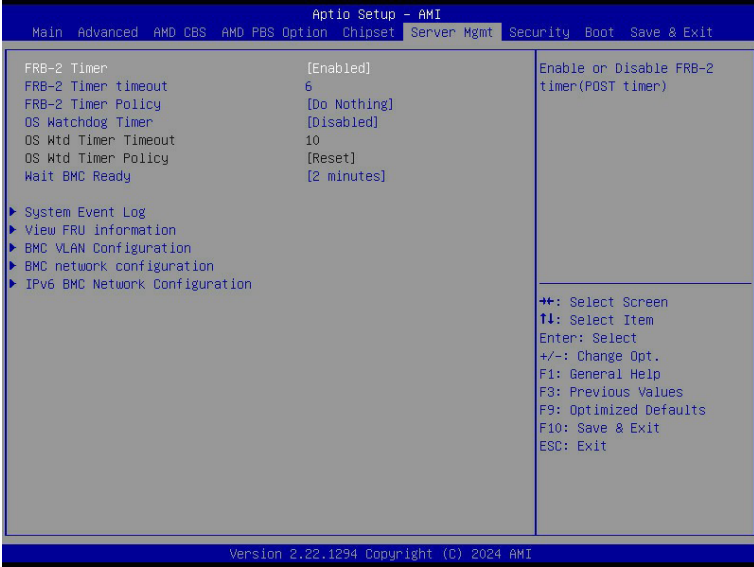 Aptio Setup – AMI
Main Advanced AMD CBS AMD PBS Option Chipset Server Mgmt Security Boot Save & Exit
FRB-2 Timer [Enabled]
FRB-2 Timer timeout 6
FRB-2 Timer Policy [Do Nothing]
OS Watchdog Timer [Disabled]
OS Wtd Timer Timeout 10
OS Wtd Timer Policy [Reset]
Wait BMC Ready [2 minutes]
System Event Log
View FRU information
BMC VLAN Configuration
BMC network configuration
IPv6 BMC Network Configuration
Enable or Disable FRB-2
timer(POST timer)
→←: Select Screen
↑↓: Select Item
Enter: Select
+/-: Change Opt.
F1: General Help
F3: Previous Values
F9: Optimized Defaults
F10: Save & Exit
ESC: Exit
Version 2.22.1294 Copyright (C) 2024 AMI